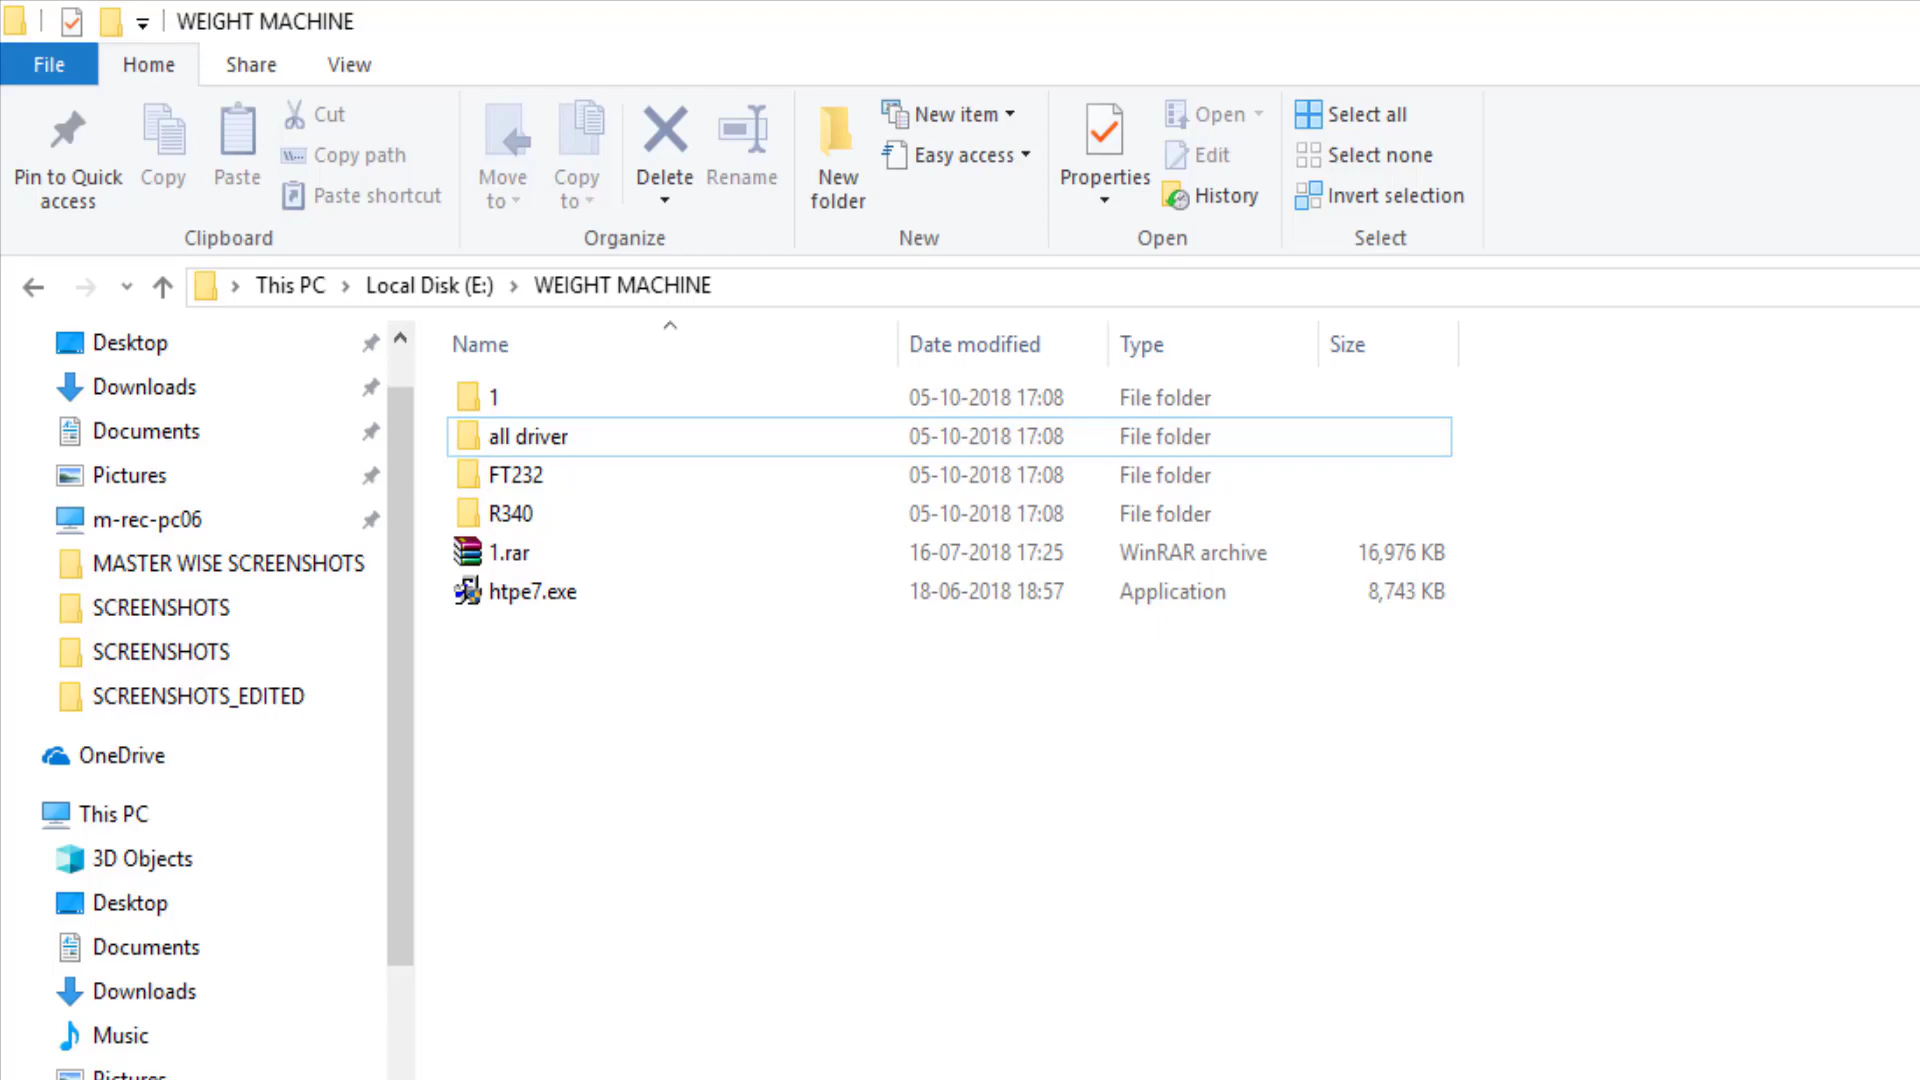 WEIGHT MACHINE
File Home Share View
Pin to Quick access
Copy
Paste
Cut
Copy path
Paste shortcut
Clipboard
Move to
Copy to
Delete
Rename
Organize
New folder
New item
Easy access
New
Properties
Open
Edit
History
Open
Select all
Select none
Invert selection
Select
This PC > Local Disk (E:) > WEIGHT MACHINE
Desktop
Downloads
Documents
Pictures
m-rec-pc06
MASTER WISE SCREENSHOTS
SCREENSHOTS
SCREENSHOTS
SCREENSHOTS_EDITED
OneDrive
This PC
3D Objects
Desktop
Documents
Downloads
Music
Pictures
Name Date modified Type Size
1 05-10-2018 17:08 File folder
all driver 05-10-2018 17:08 File folder
FT232 05-10-2018 17:08 File folder
R340 05-10-2018 17:08 File folder
1.rar 16-07-2018 17:25 WinRAR archive 16,976 KB
htpe7.exe 18-06-2018 18:57 Application 8,743 KB